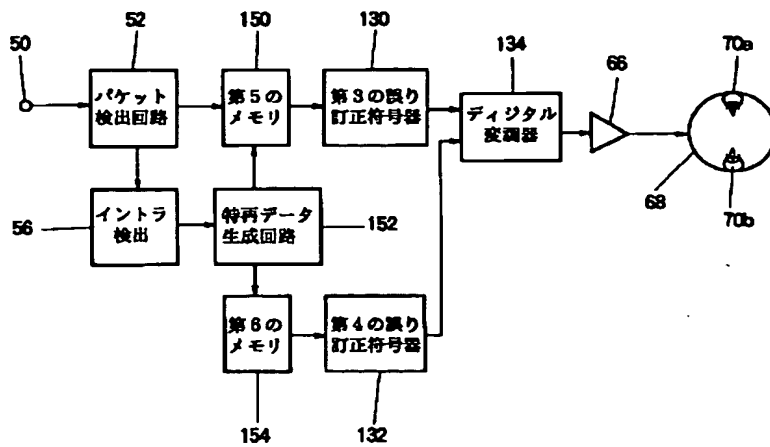 50
52
150
130
134
66
70a
パケット
検出回路
第5の
メモリ
第3の誤り
訂正符号器
ディジタル
変調器
イントラ
検出
特再データ
生成回路
56
152
68
70b
第6の
メモリ
第4の誤り
訂正符号器
154
132